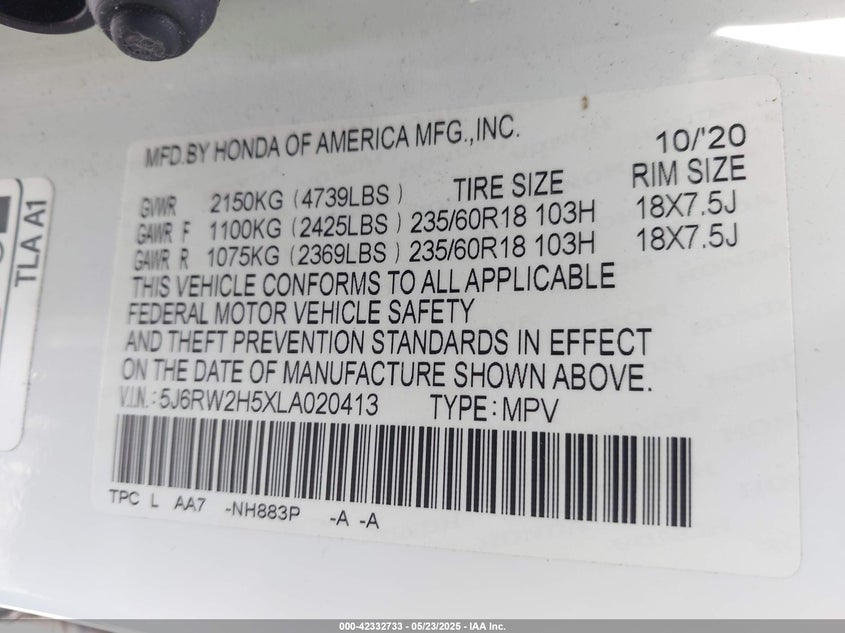 MFD.BY HONDA OF AMERICA MFG.,INC.
10/'20
GVWR 2150KG (4739LBS) TIRE SIZE RIM SIZE
GAWR F 1100KG (2425LBS) 235/60R18 103H 18X7.5J
GAWR R 1075KG (2369LBS) 235/60R18 103H 18X7.5J
THIS VEHICLE CONFORMS TO ALL APPLICABLE
FEDERAL MOTOR VEHICLE SAFETY
AND THEFT PREVENTION STANDARDS IN EFFECT
ON THE DATE OF MANUFACTURE SHOWN ABOVE.
V.I.N.: 5J6RW2H5XLA020413 TYPE: MPV
TPC L AA7 -NH883P -A -A
TLA A1
000-42332733 - 05/23/2025 - IAA Inc.